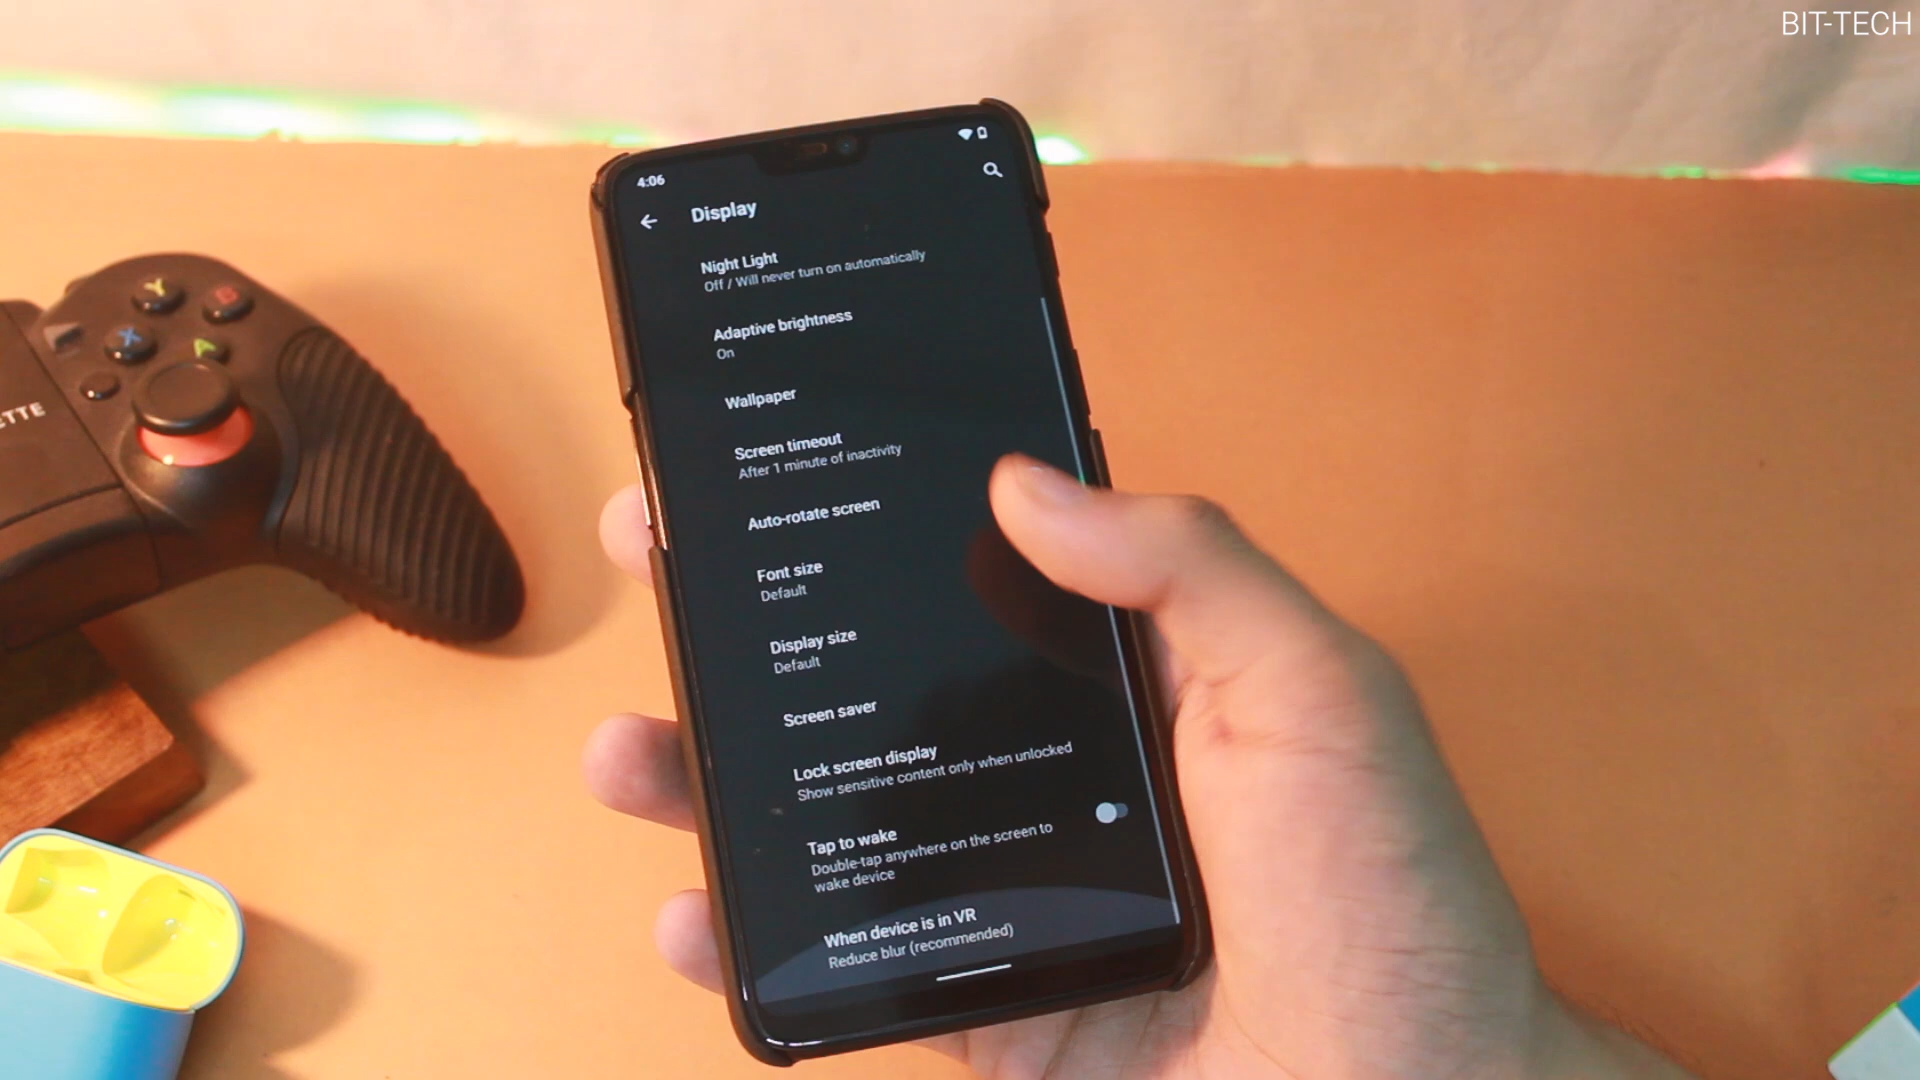 BIT-TECH
4:06
Display
Night Light
Off / Will never turn on automatically
Adaptive brightness
On
Wallpaper
Screen timeout
After 1 minute of inactivity
Auto-rotate screen
Font size
Default
Display size
Default
Screen saver
Lock screen display
Show sensitive content only when unlocked
Tap to wake
Double-tap anywhere on the screen to
wake device
When device is in VR
Reduce blur (recommended)
Y
B
X
A
ETTE